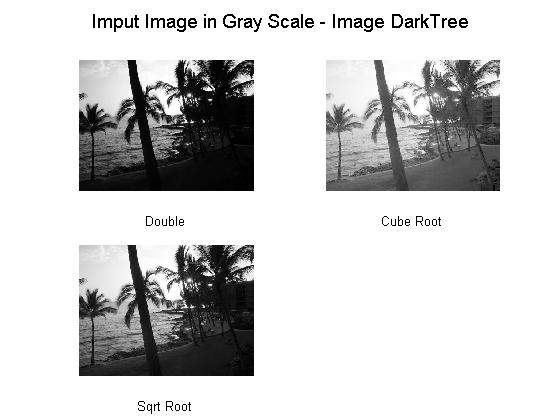 Imput Image in Gray Scale - Image DarkTree
Double
Cube Root
Sqrt Root